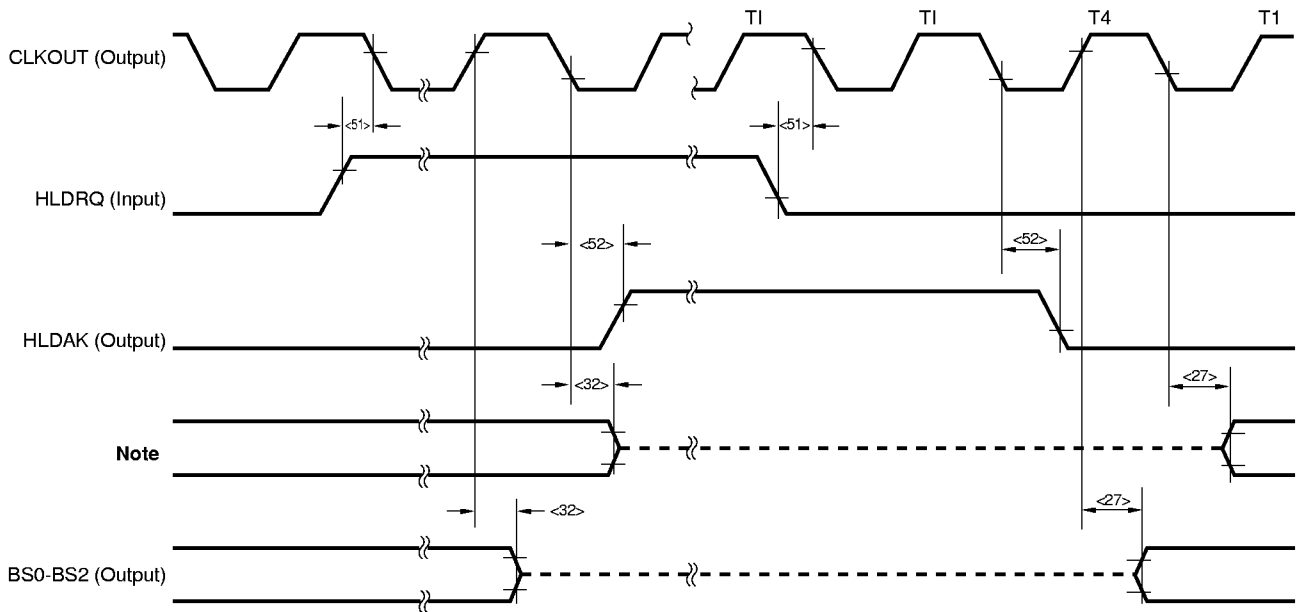 TI TI T4 T1
CLKOUT (Output)
<51> <51>
HLDRQ (Input)
<52> <52>
HLDAK (Output)
<32> <27>
Note
<32> <27>
BS0-BS2 (Output)